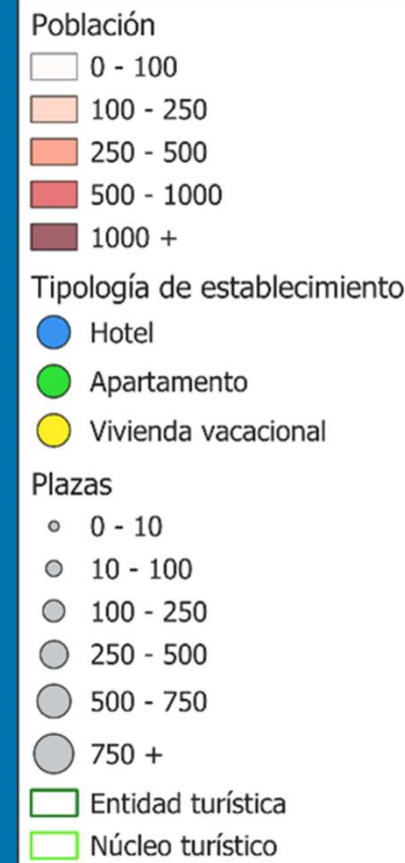 Población
0 - 100
100 - 250
250 - 500
500 - 1000
1000 +
Tipología de establecimiento
Hotel
Apartamento
Vivienda vacacional
Plazas
0 - 10
10 - 100
100 - 250
250 - 500
500 - 750
750 +
Entidad turística
Núcleo turístico